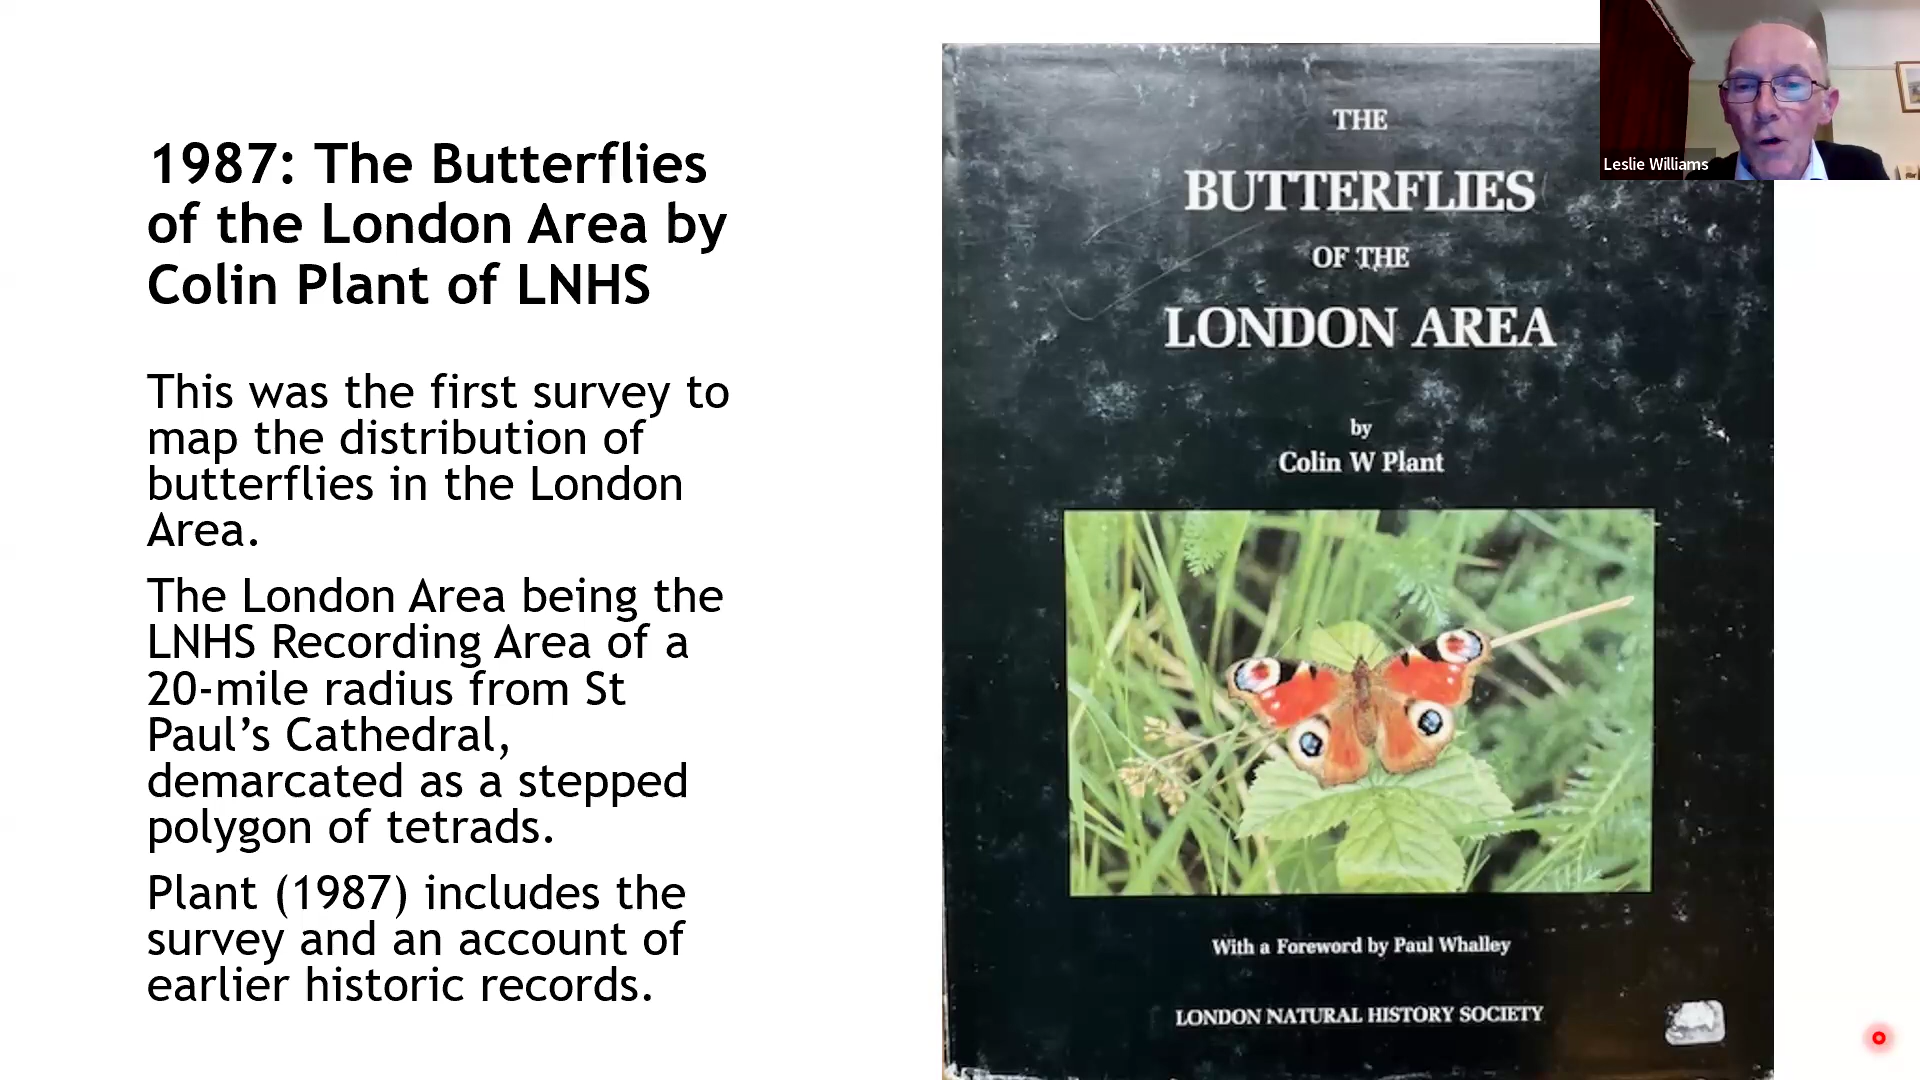 1987: The Butterflies
of the London Area by
Colin Plant of LNHS
This was the first survey to
map the distribution of
butterflies in the London
Area.
The London Area being the
LNHS Recording Area of a
20-mile radius from St
Paul’s Cathedral,
demarcated as a stepped
polygon of tetrads.
Plant (1987) includes the
survey and an account of
earlier historic records.
THE
BUTTERFLIES
OF THE
LONDON AREA
by
Colin W Plant
With a Foreword by Paul Whalley
LONDON NATURAL HISTORY SOCIETY
Leslie Williams